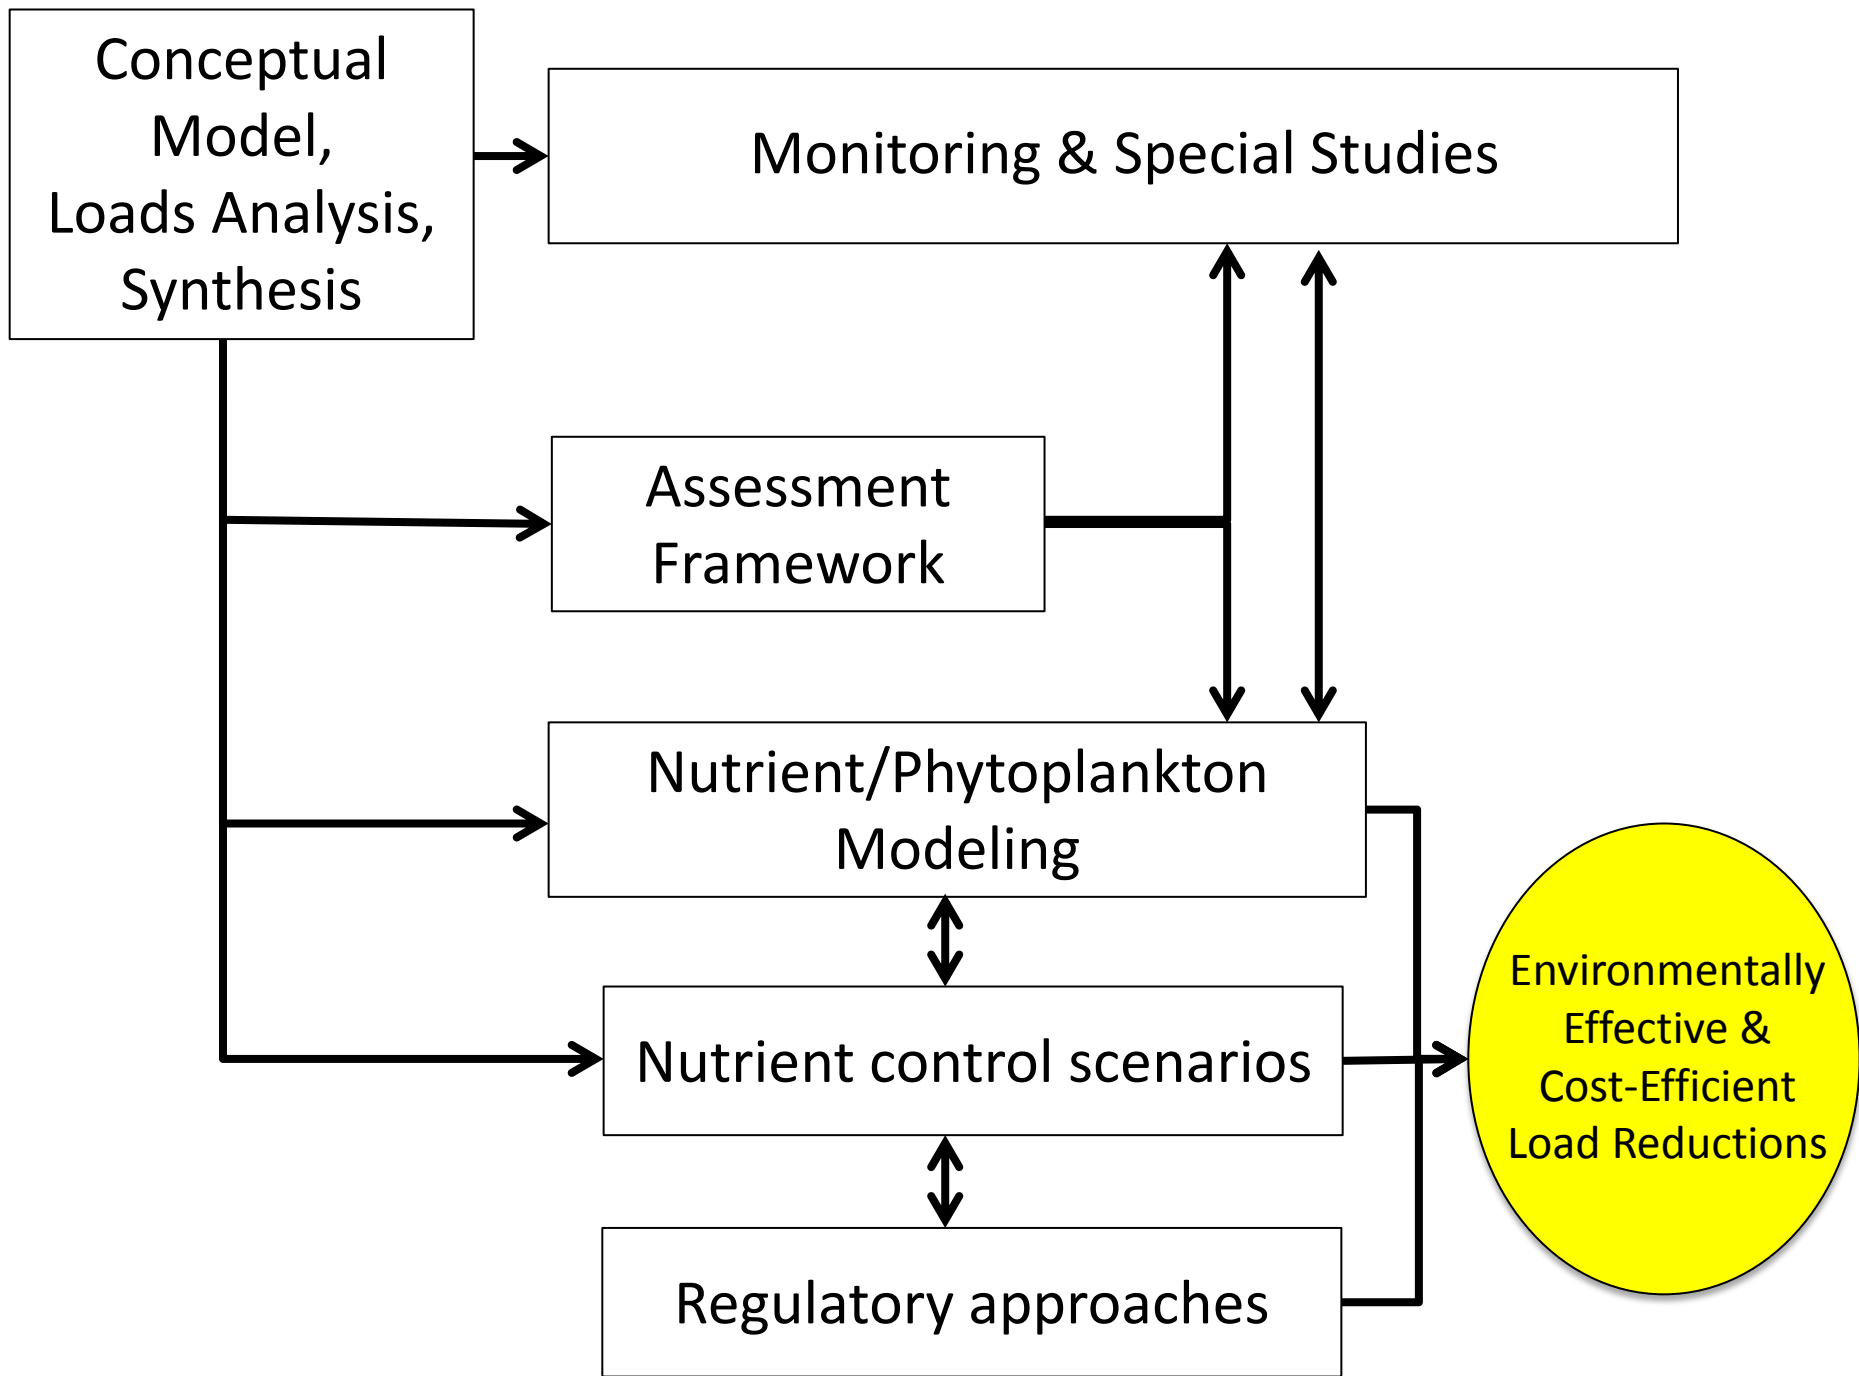 Conceptual
Model,
Loads Analysis,
Synthesis
Monitoring & Special Studies
Assessment
Framework
Nutrient/Phytoplankton
Modeling
Nutrient control scenarios
Regulatory approaches
Environmentally
Effective &
Cost-Efficient
Load Reductions